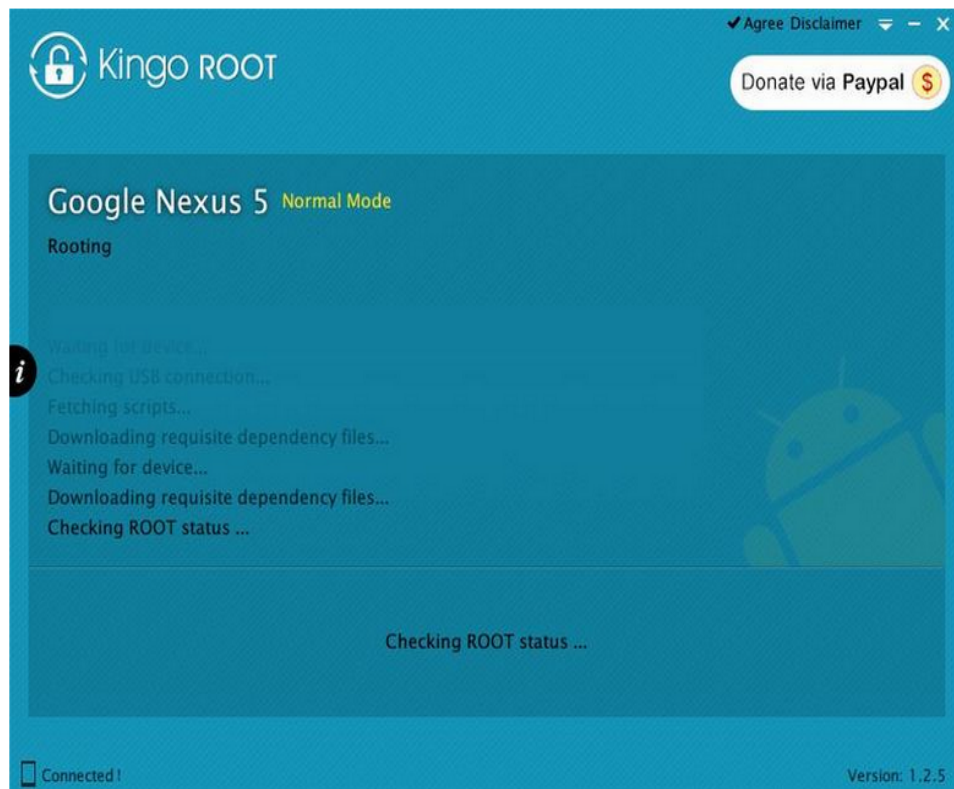 ✔Agree Disclaimer
Kingo ROOT
Donate via Paypal $
Google Nexus 5 Normal Mode
Rooting
Waiting for device...
i
Checking USB connection...
Fetching scripts...
Downloading requisite dependency files...
Waiting for device...
Downloading requisite dependency files...
Checking ROOT status ...
Checking ROOT status ...
Connected !
Version: 1.2.5